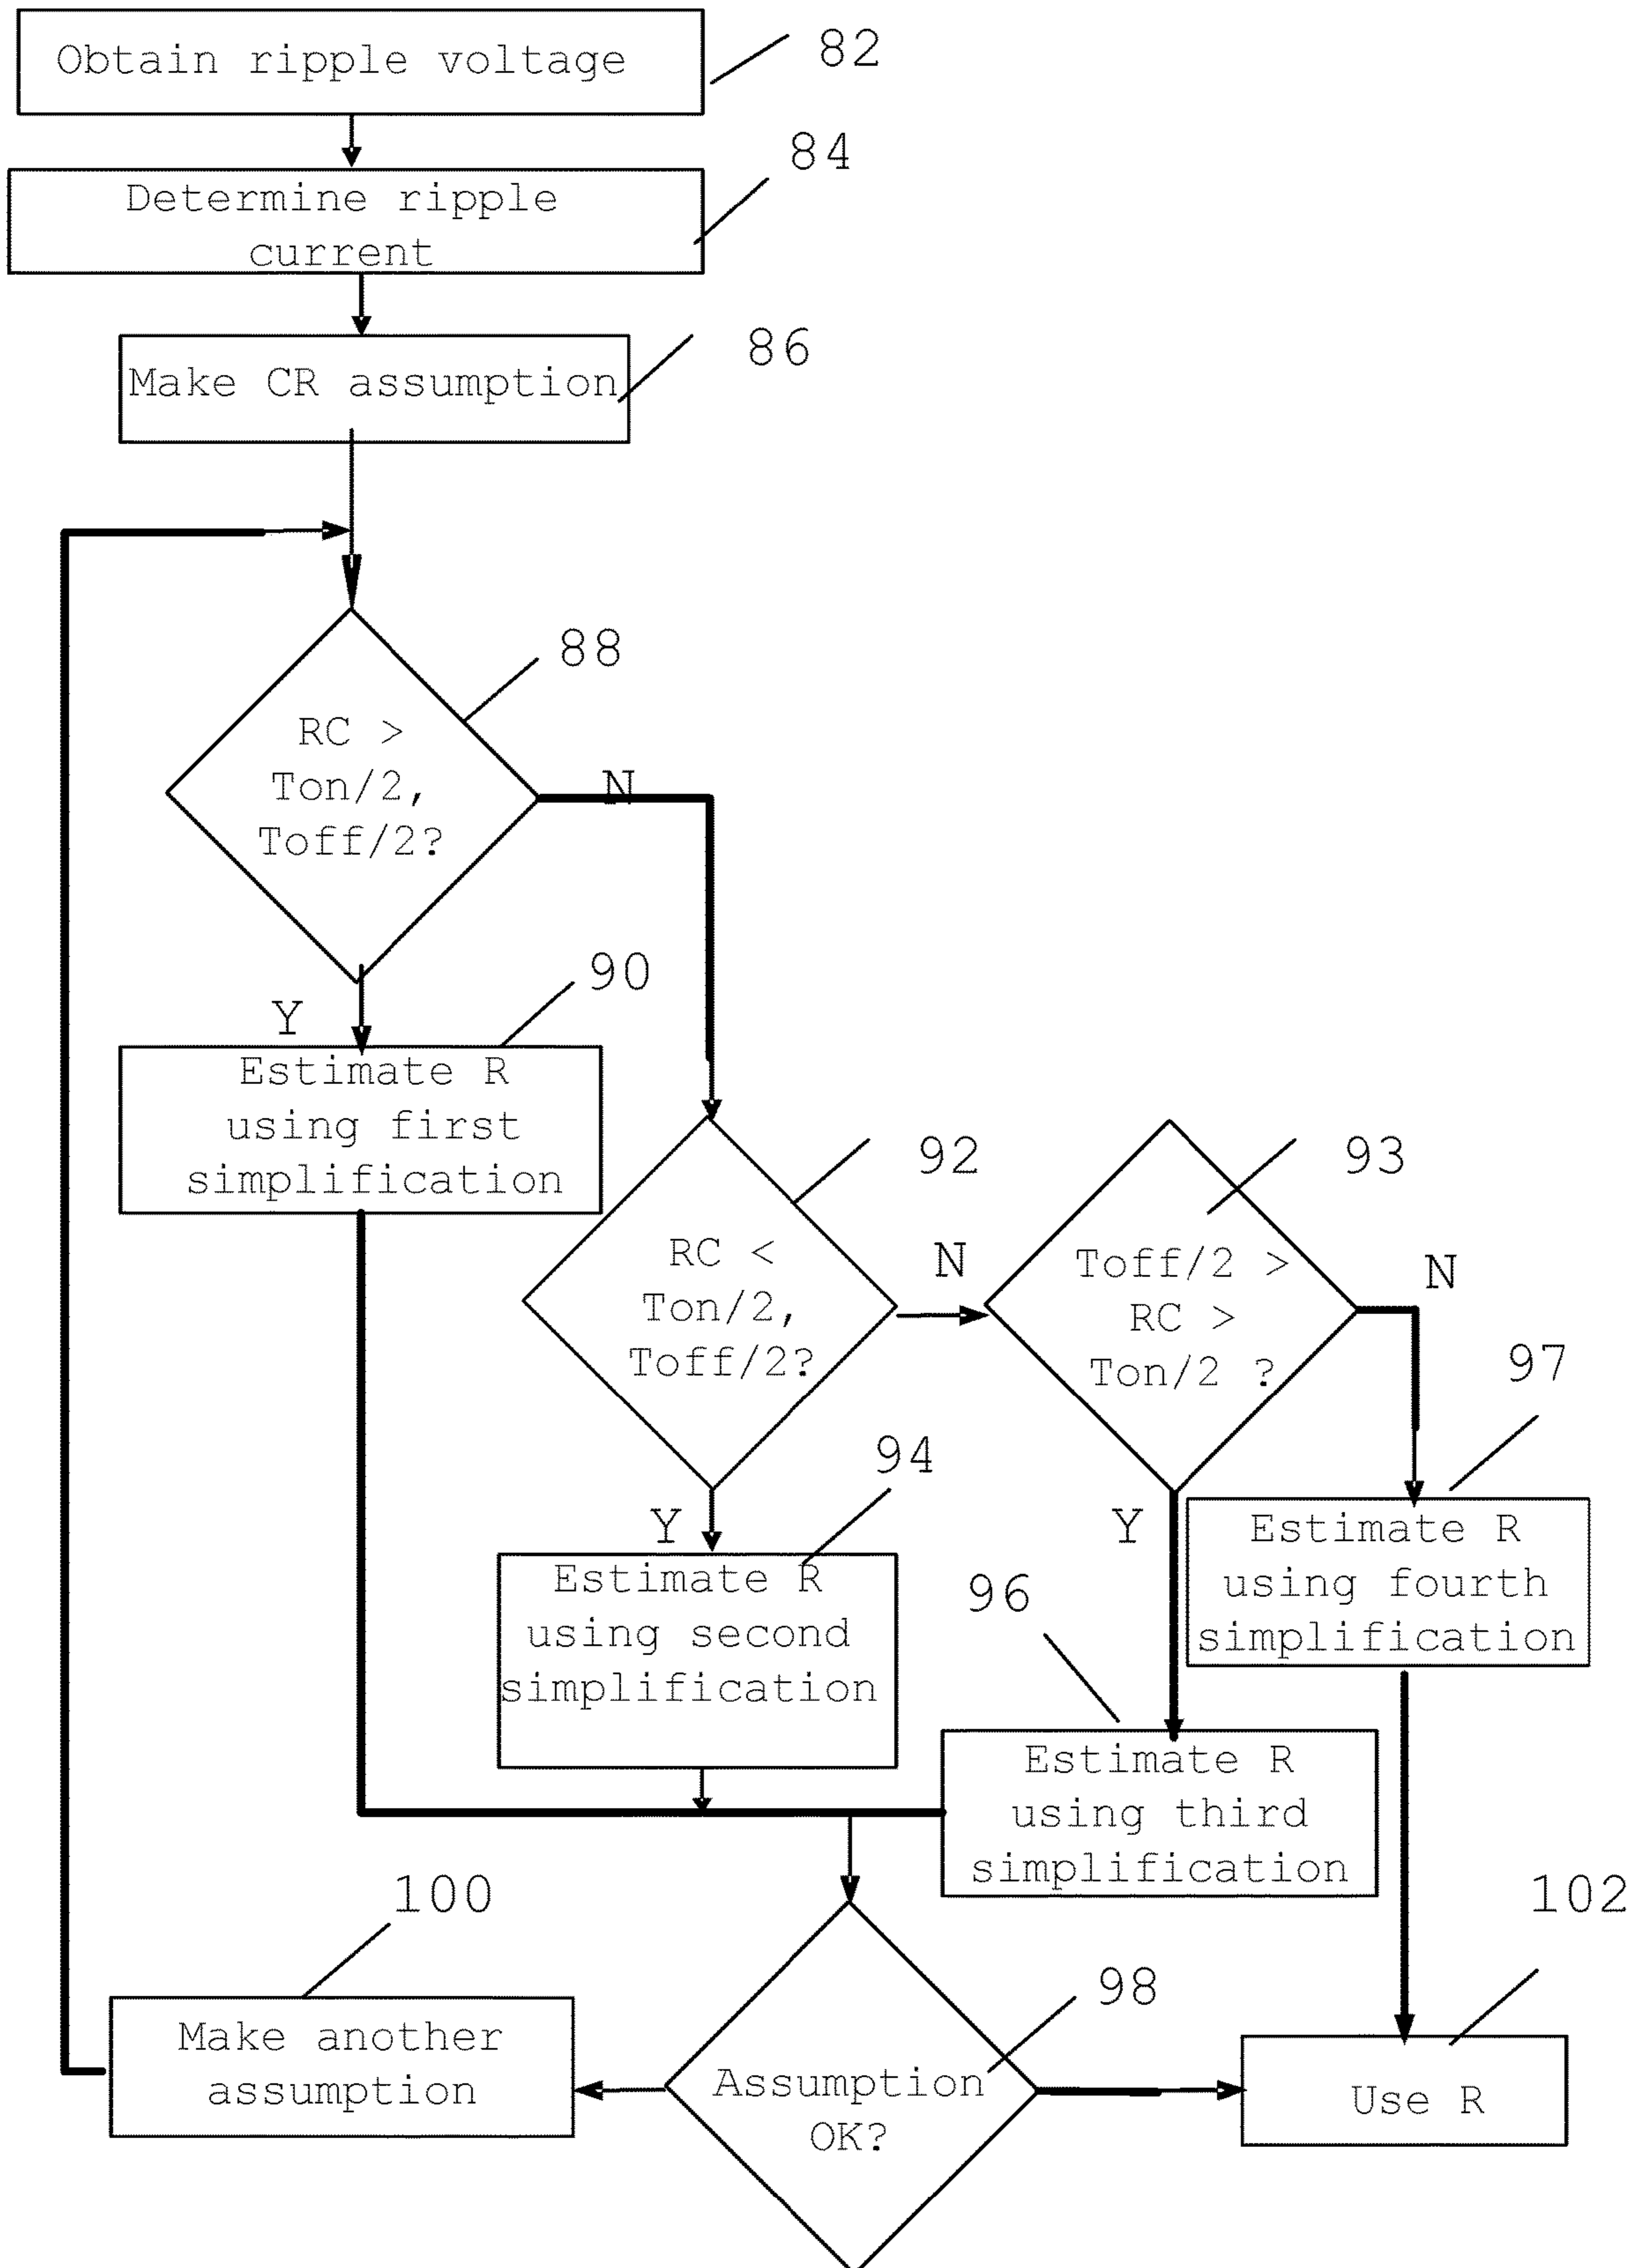 Obtain ripple voltage
82
84
Determine ripple
current
86
Make CR assumption
88
RC >
Ton/2,
Toff/2?
N
90
Y
Estimate R
using first
simplification
92
93
RC <
Ton/2,
Toff/2?
N
Toff/2 >
RC >
Ton/2 ?
N
97
94
Y
Y
Estimate R
using fourth
simplification
Estimate R
using second
simplification
96
Estimate R
using third
simplification
100
102
98
Make another
assumption
Assumption
OK?
Use R